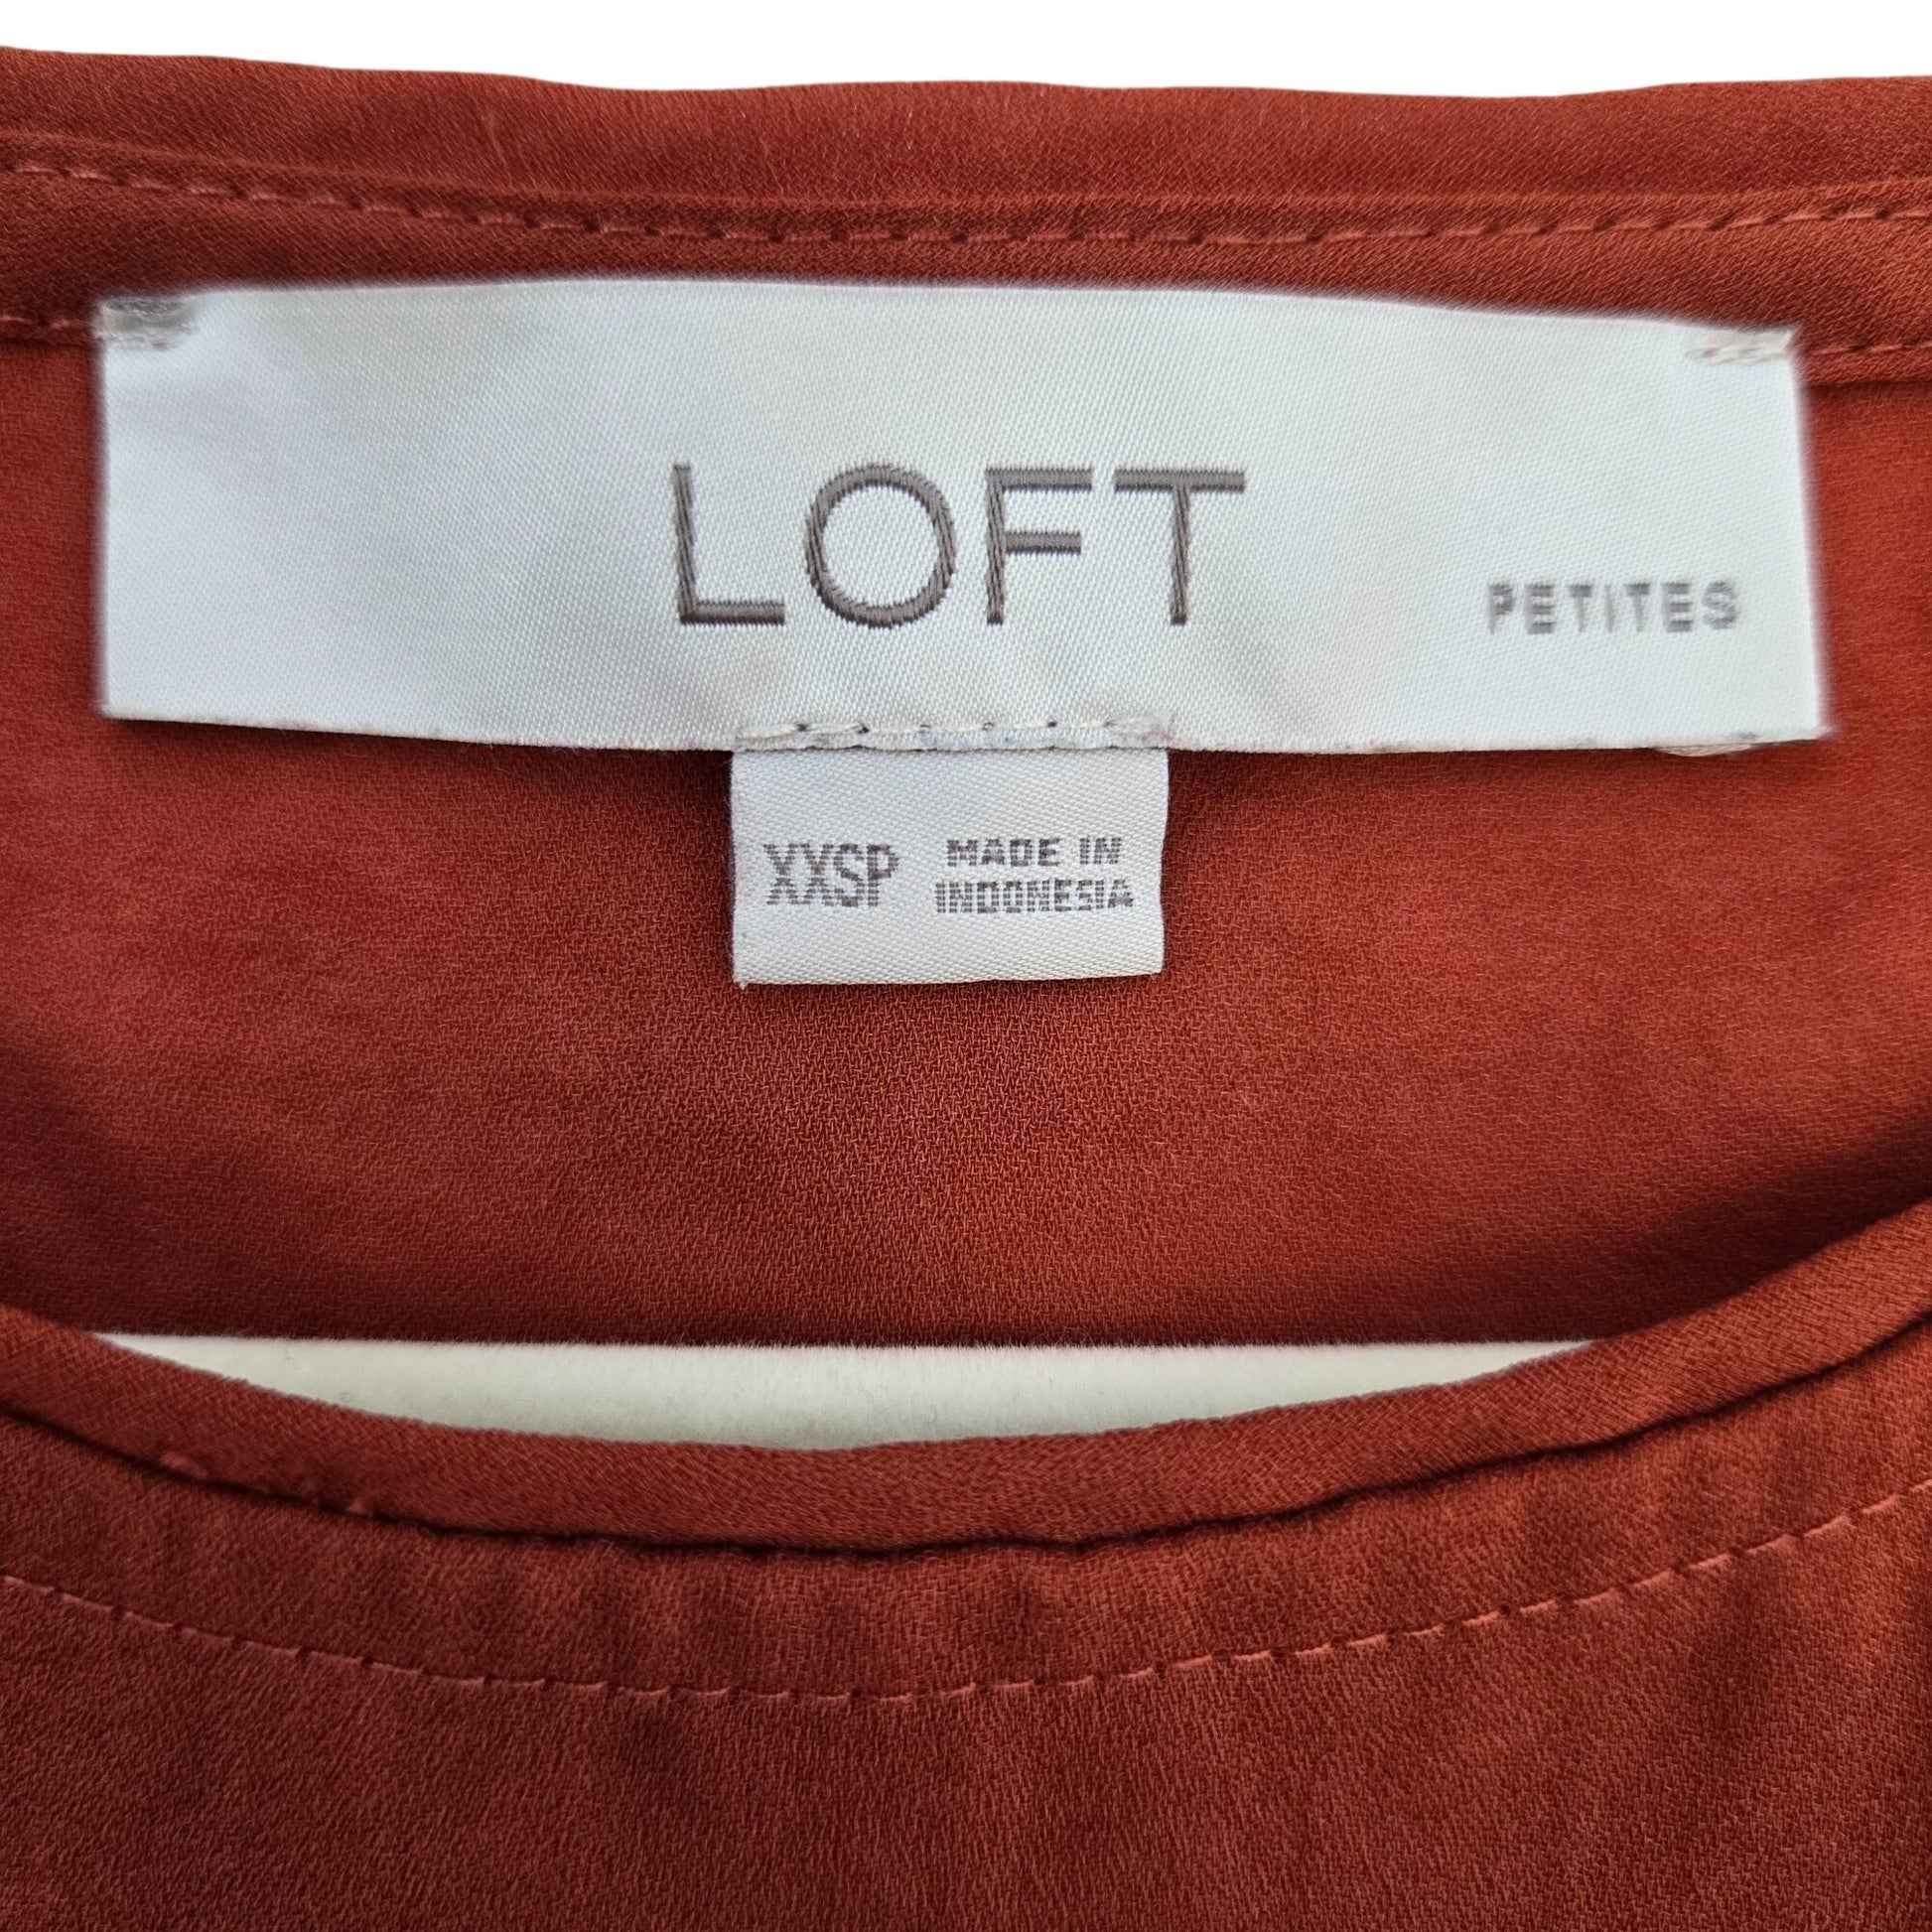 LOFT
PETITES
XXSP
MADE IN
INDONESIA